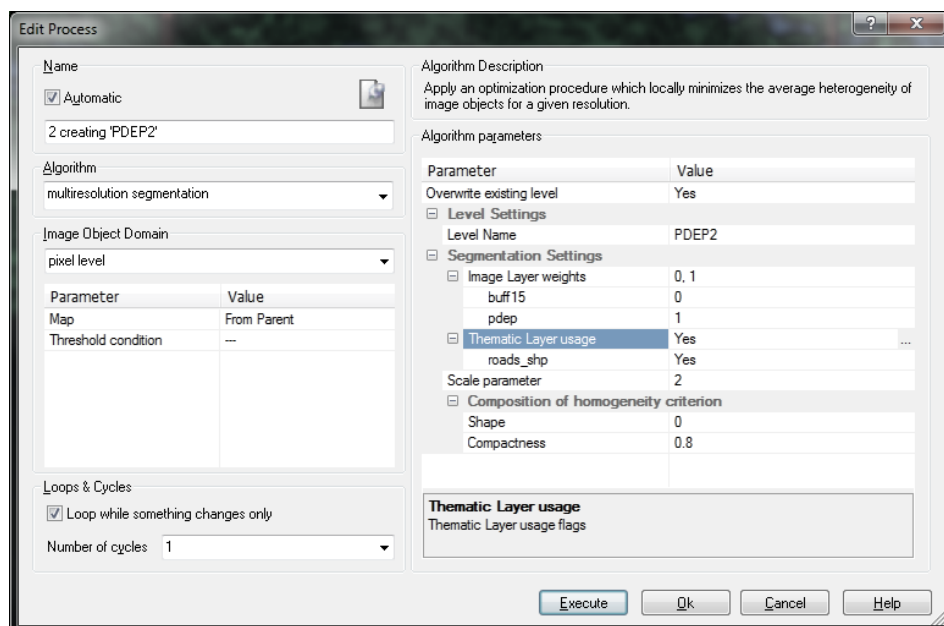 Edit Process
Name
Automatic
2 creating 'PDEP2'
Algorithm
multiresolution segmentation
Image Object Domain
pixel level
Parameter Value
Map From Parent
Threshold condition ---
Loops & Cycles
Loop while something changes only
Number of cycles 1
Algorithm Description
Apply an optimization procedure which locally minimizes the average heterogeneity of
image objects for a given resolution.
Algorithm parameters
Parameter Value
Overwrite existing level Yes
Level Settings
Level Name PDEP2
Segmentation Settings
Image Layer weights 0, 1
buff15 0
pdep 1
Thematic Layer usage Yes ...
roads_shp Yes
Scale parameter 2
Composition of homogeneity criterion
Shape 0
Compactness 0.8
Thematic Layer usage
Thematic Layer usage flags
Execute Ok Cancel Help